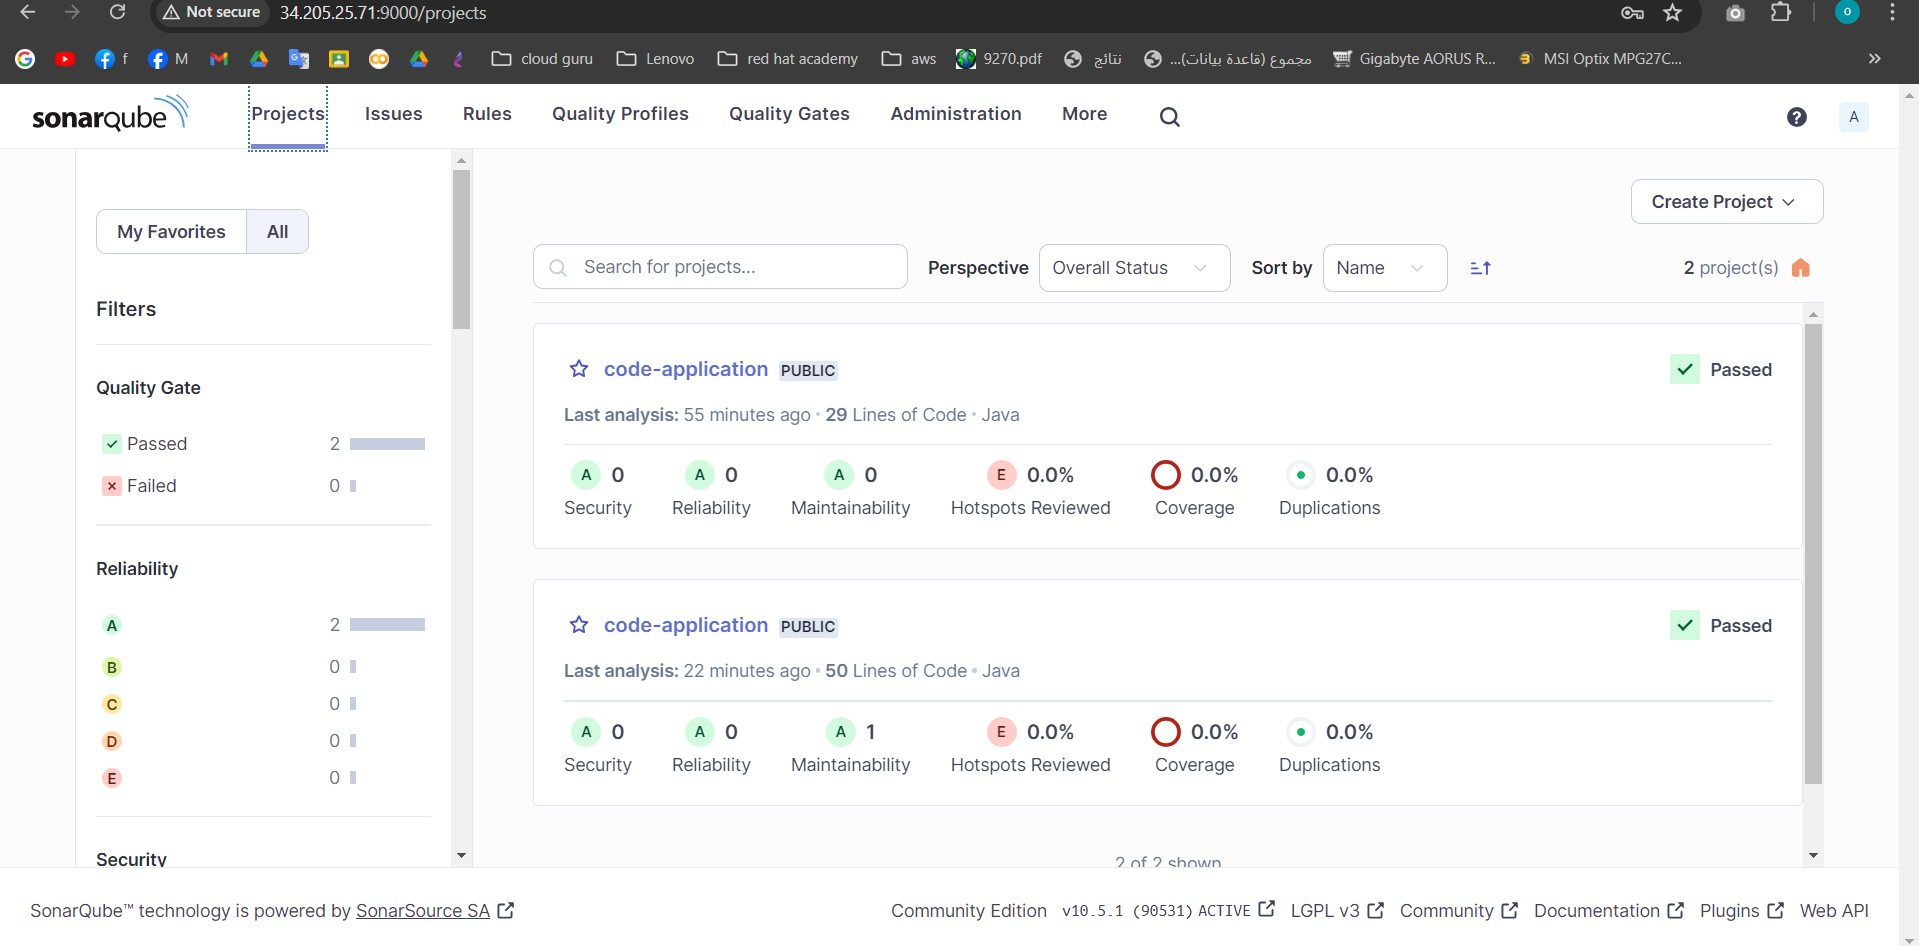 Not secure 34.205.25.71:9000/projects
f M cloud guru Lenovo red hat academy aws 9270.pdf نتائج مجموع (قاعدة بيانات)... Gigabyte AORUS R... MSI Optix MPG27C...
sonarqube Projects Issues Rules Quality Profiles Quality Gates Administration More A
My Favorites All
Filters
Quality Gate
Passed 2
Failed 0
Reliability
A 2
B 0
C 0
D 0
E 0
Security
Create Project
Search for projects... Perspective Overall Status Sort by Name 2 project(s)
code-application PUBLIC Passed
Last analysis: 55 minutes ago • 29 Lines of Code • Java
A 0 A 0 A 0 E 0.0% 0.0% 0.0%
Security Reliability Maintainability Hotspots Reviewed Coverage Duplications
code-application PUBLIC Passed
Last analysis: 22 minutes ago • 50 Lines of Code • Java
A 0 A 0 A 1 E 0.0% 0.0% 0.0%
Security Reliability Maintainability Hotspots Reviewed Coverage Duplications
2 of 2 shown
SonarQube™ technology is powered by SonarSource SA Community Edition v10.5.1 (90531) ACTIVE LGPL v3 Community Documentation Plugins Web API